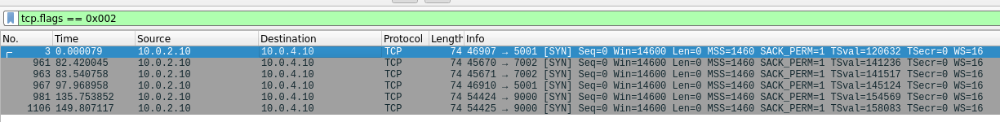 tcp.flags == 0x002
No. Time Source Destination Protocol Length Info
3 0.000079 10.0.2.10 10.0.4.10 TCP 74 46907 → 5001 [SYN] Seq=0 Win=14600 Len=0 MSS=1460 SACK_PERM=1 TSval=120632 TSecr=0 WS=16
961 82.420045 10.0.2.10 10.0.4.10 TCP 74 45670 → 7002 [SYN] Seq=0 Win=14600 Len=0 MSS=1460 SACK_PERM=1 TSval=141236 TSecr=0 WS=16
963 83.540758 10.0.2.10 10.0.4.10 TCP 74 45671 → 7002 [SYN] Seq=0 Win=14600 Len=0 MSS=1460 SACK_PERM=1 TSval=141517 TSecr=0 WS=16
967 97.968958 10.0.2.10 10.0.4.10 TCP 74 46910 → 5001 [SYN] Seq=0 Win=14600 Len=0 MSS=1460 SACK_PERM=1 TSval=145124 TSecr=0 WS=16
981 135.753852 10.0.2.10 10.0.4.10 TCP 74 54424 → 9000 [SYN] Seq=0 Win=14600 Len=0 MSS=1460 SACK_PERM=1 TSval=154569 TSecr=0 WS=16
1106 149.807117 10.0.2.10 10.0.4.10 TCP 74 54425 → 9000 [SYN] Seq=0 Win=14600 Len=0 MSS=1460 SACK_PERM=1 TSval=158083 TSecr=0 WS=16